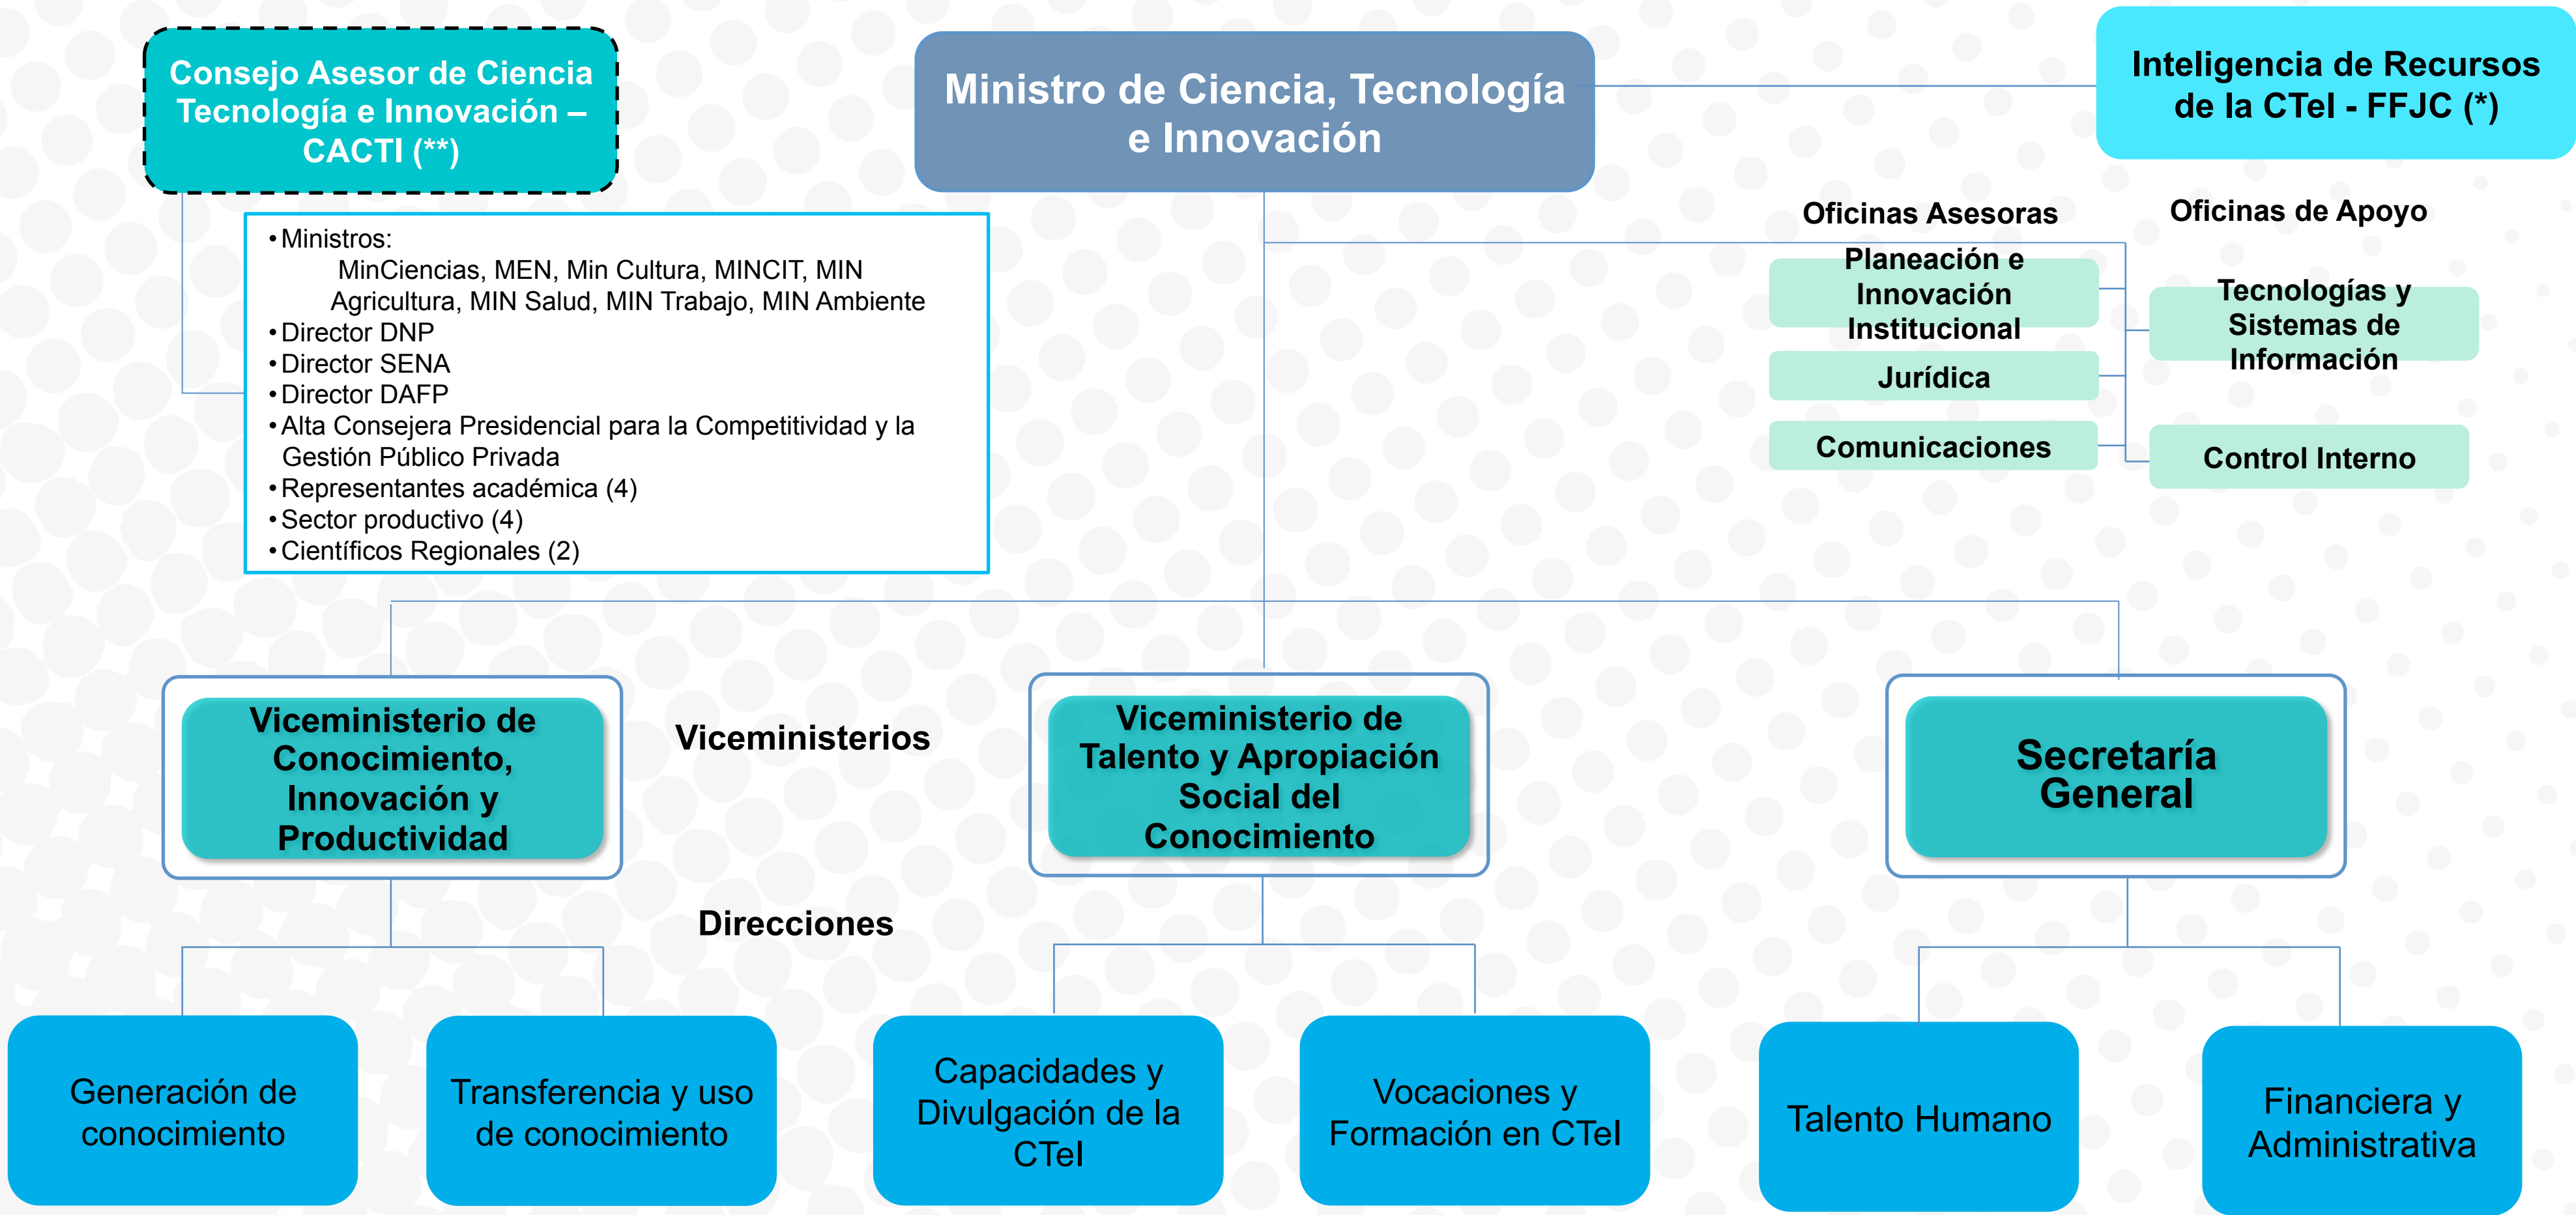 Consejo Asesor de Ciencia
Tecnología e Innovación –
CACTI (**)
Ministro de Ciencia, Tecnología
e Innovación
Inteligencia de Recursos
de la CTeI - FFJC (*)
• Ministros:
MinCiencias, MEN, Min Cultura, MINCIT, MIN
Agricultura, MIN Salud, MIN Trabajo, MIN Ambiente
• Director DNP
• Director SENA
• Director DAFP
• Alta Consejera Presidencial para la Competitividad y la
Gestión Público Privada
• Representantes académica (4)
• Sector productivo (4)
• Científicos Regionales (2)
Oficinas Asesoras
Planeación e
Innovación
Institucional
Jurídica
Comunicaciones
Oficinas de Apoyo
Tecnologías y
Sistemas de
Información
Control Interno
Viceministerio de
Conocimiento,
Innovación y
Productividad
Viceministerios
Viceministerio de
Talento y Apropiación
Social del
Conocimiento
Secretaría
General
Direcciones
Generación de
conocimiento
Transferencia y uso
de conocimiento
Capacidades y
Divulgación de la
CTeI
Vocaciones y
Formación en CTeI
Talento Humano
Financiera y
Administrativa